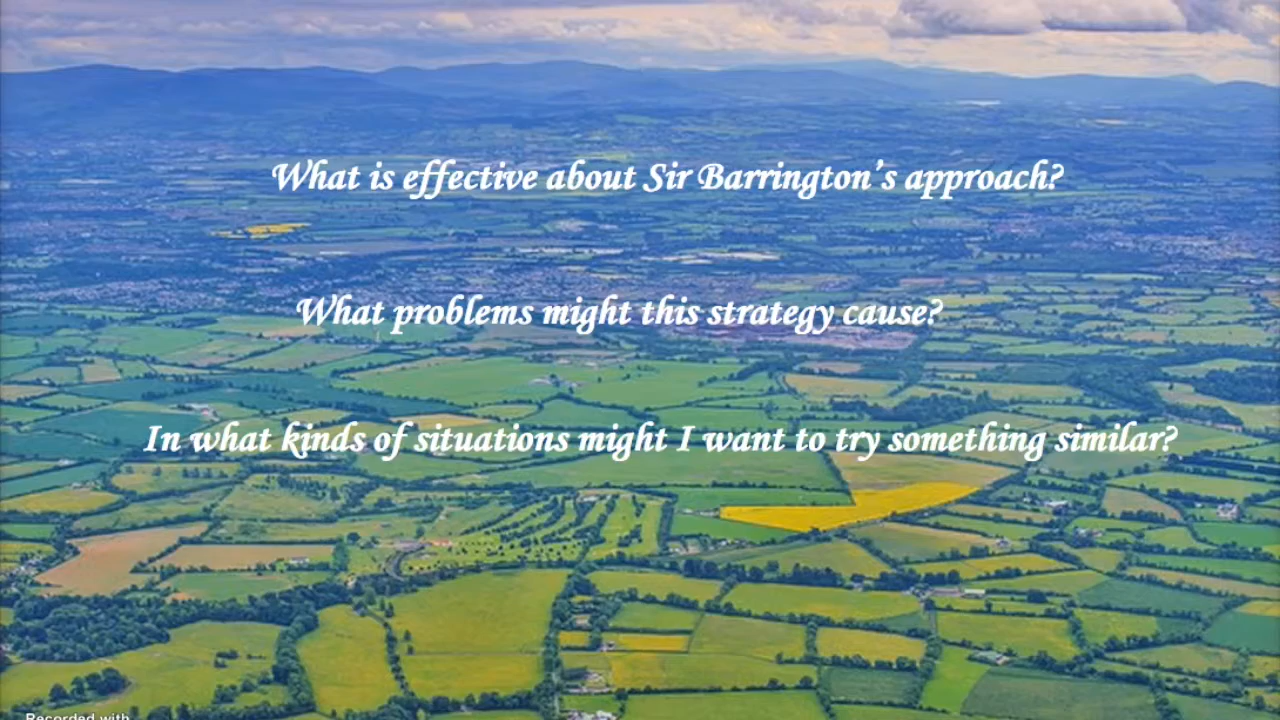 What is effective about Sir Barrington's approach?
What problems might this strategy cause?
In what kinds of situations might I want to try something similar?
Recorded with